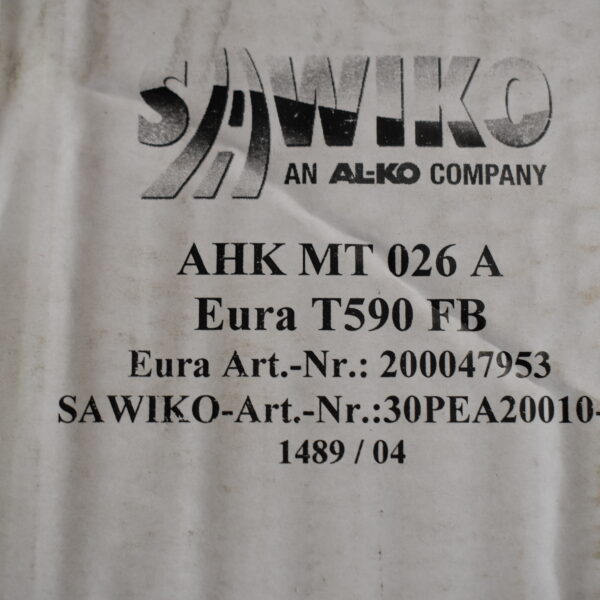 SAWIKO
AN AL-KO COMPANY
AHK MT 026 A
Eura T590 FB
Eura Art.-Nr.: 200047953
SAWIKO-Art.-Nr.:30PEA20010-
1489 / 04